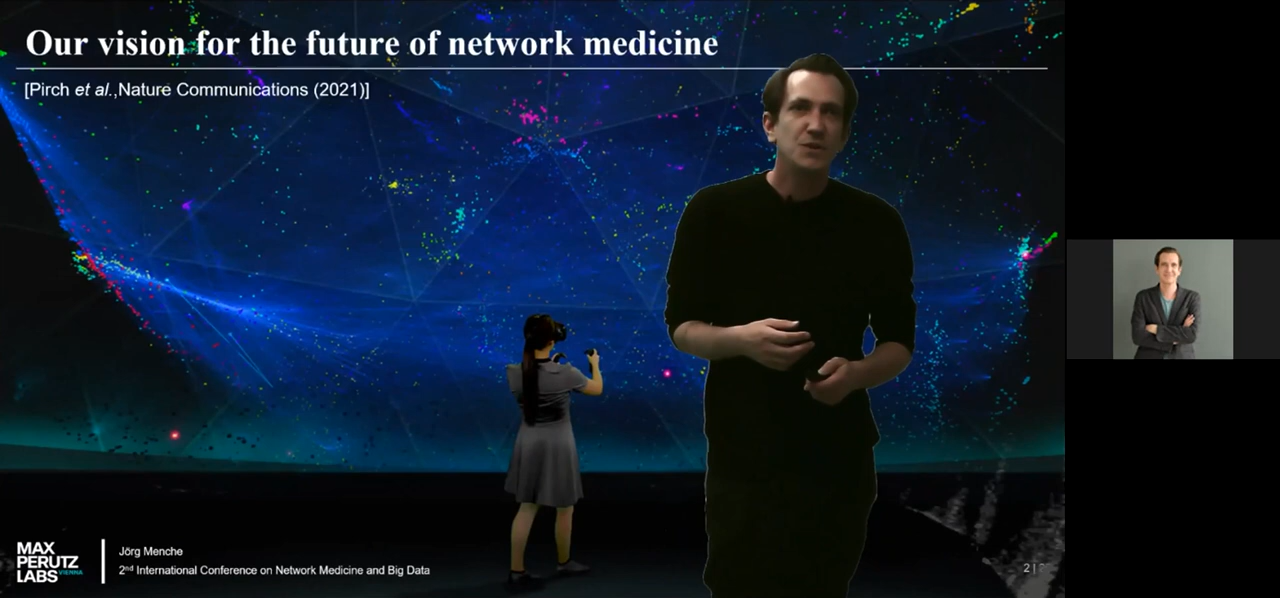 Our vision for the future of network medicine
[Pirch et al.,Nature Communications (2021)]
MAX
PERUTZ
LABS VIENNA
Jörg Menche
2nd International Conference on Network Medicine and Big Data
2 |